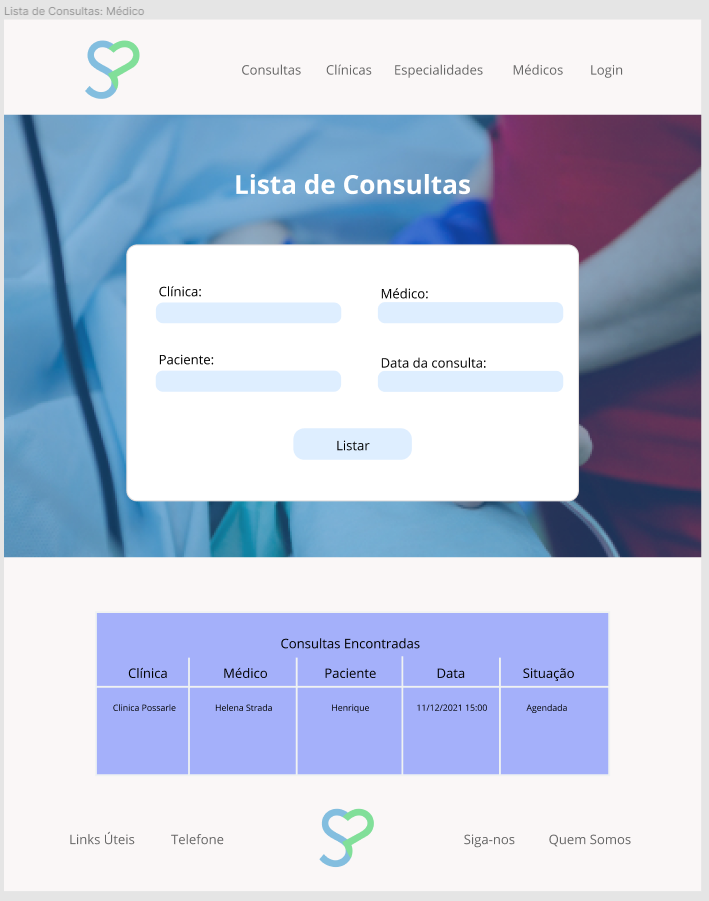 Lista de Consultas: Médico
Consultas Clínicas Especialidades Médicos Login
Lista de Consultas
Clínica: Médico:
Paciente: Data da consulta:
Listar
Consultas Encontradas
Clínica Médico Paciente Data Situação
Clinica Possarle Helena Strada Henrique 11/12/2021 15:00 Agendada
Links Úteis Telefone Siga-nos Quem Somos